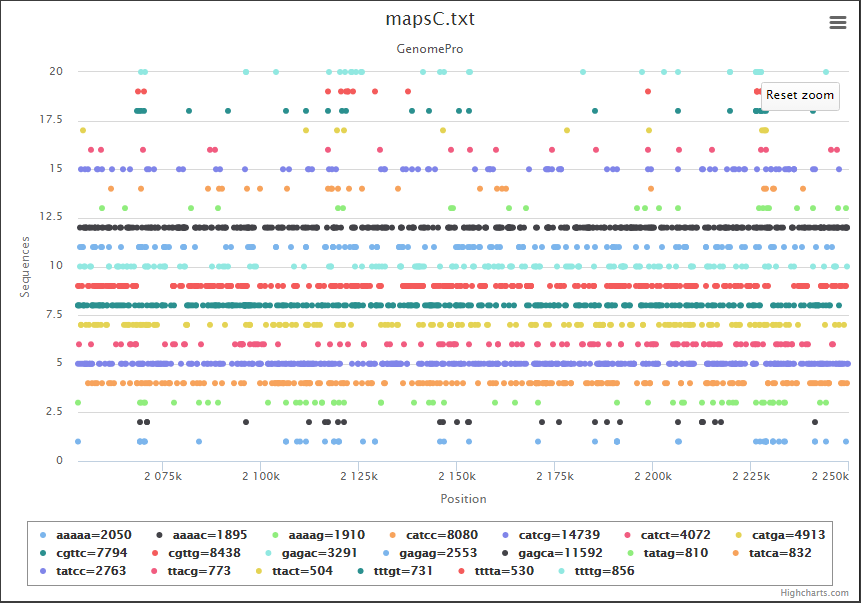 mapsC.txt
GenomePro
Reset zoom
20
17.5
15
12.5
10
7.5
5
2.5
0
Sequences
2 075k 2 100k 2 125k 2 150k 2 175k 2 200k 2 225k 2 250k
Position
aaaaa=2050 aaaac=1895 aaaag=1910 catcc=8080 catcg=14739 catct=4072 catga=4913
cgttc=7794 cgttg=8438 gagac=3291 gagag=2553 gagca=11592 tatag=810 tatca=832
tatcc=2763 ttacg=773 ttact=504 tttgt=731 tttta=530 ttttg=856
Highcharts.com